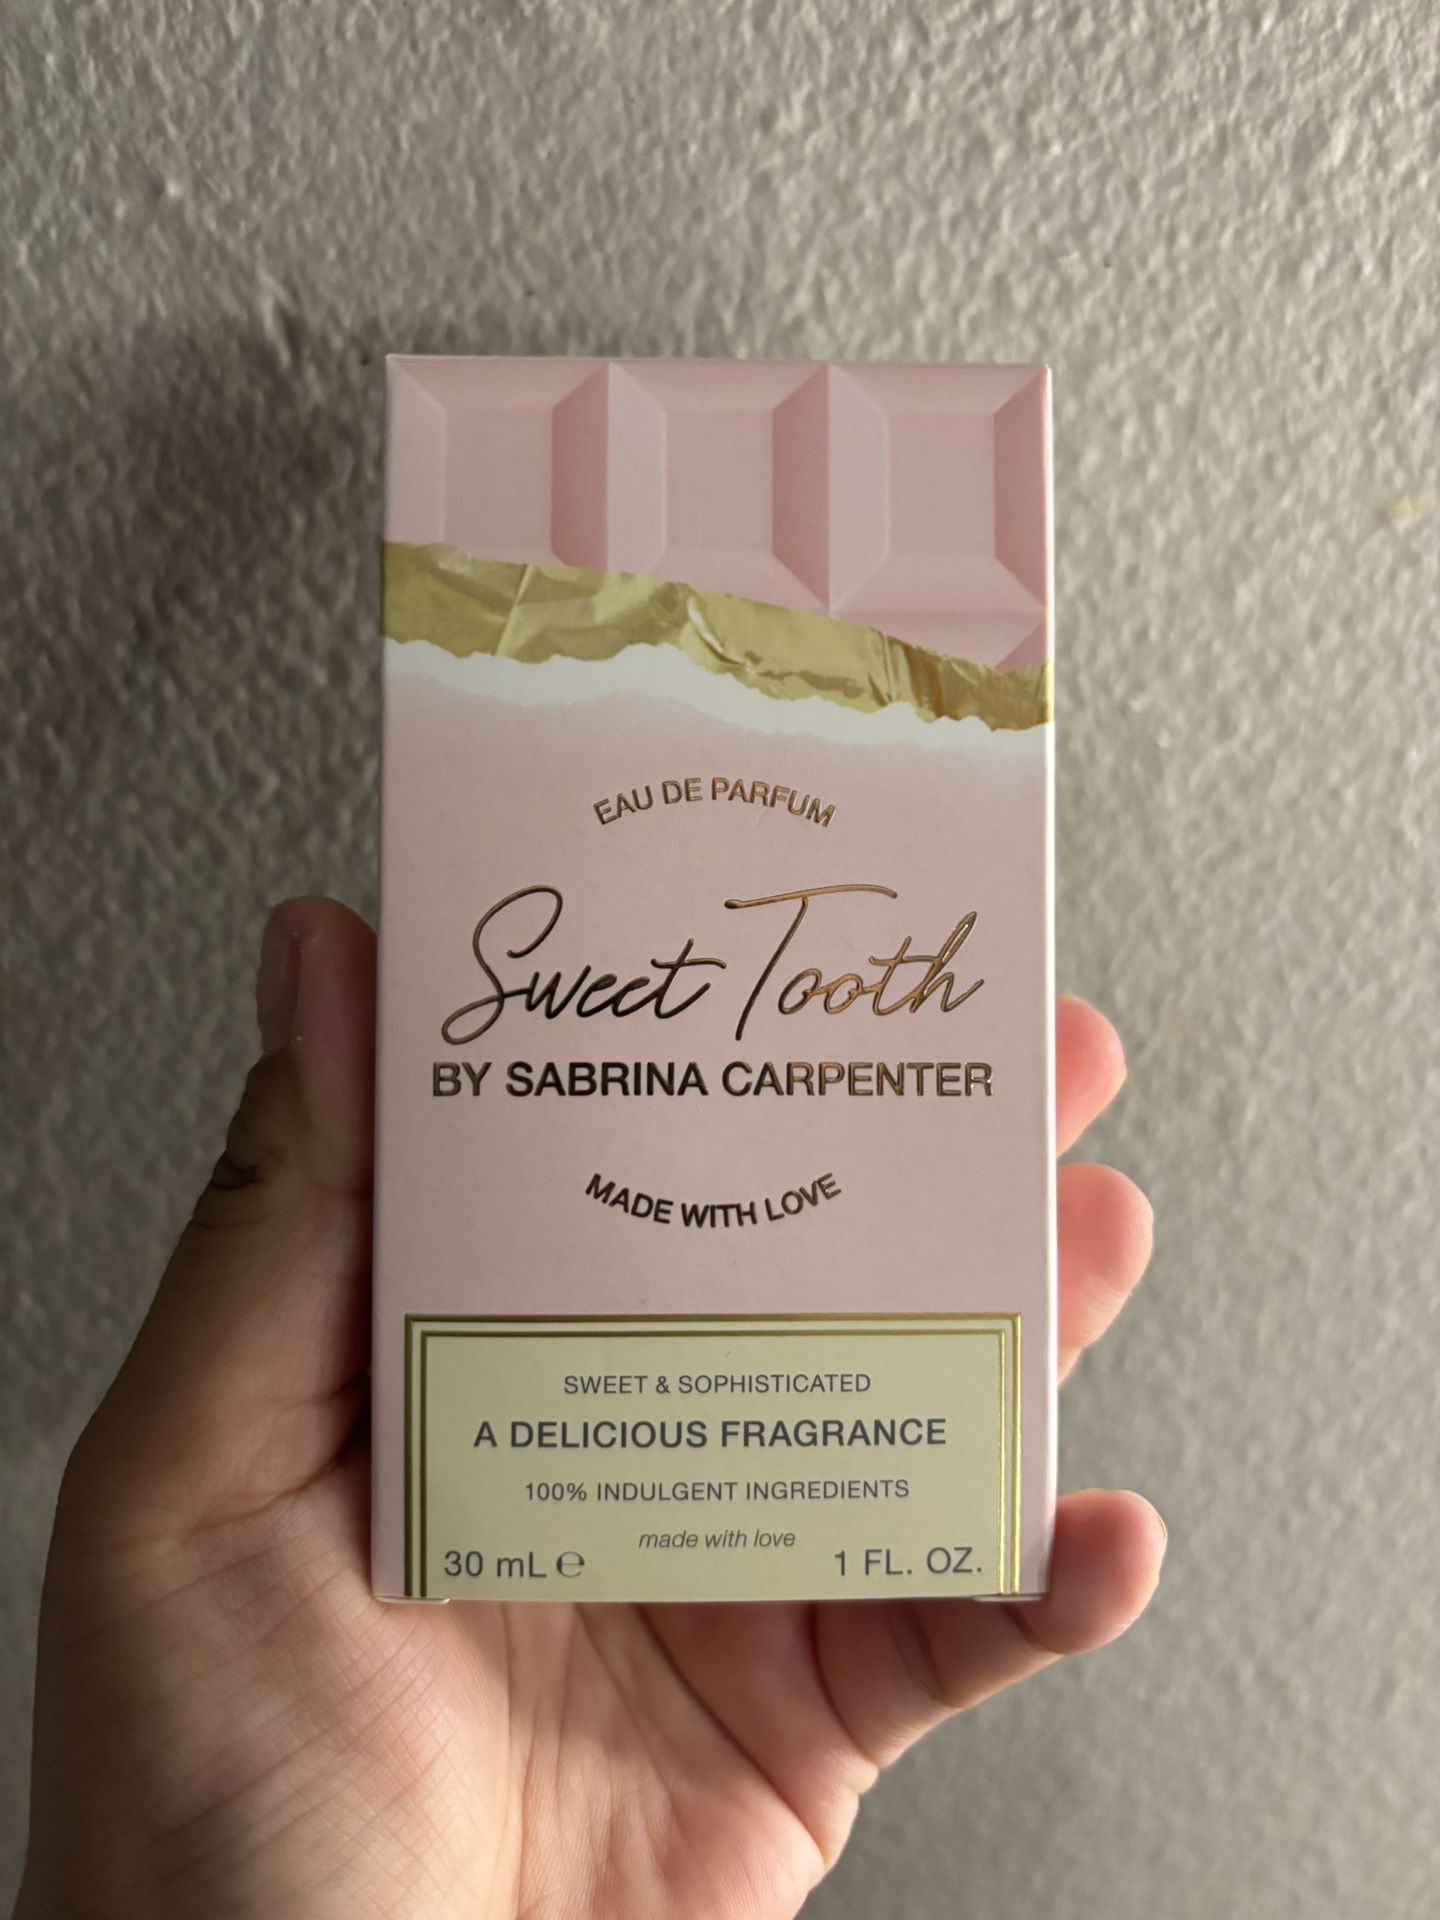 EAU DE PARFUM
Sweet Tooth
BY SABRINA CARPENTER
MADE WITH LOVE
SWEET & SOPHISTICATED
A DELICIOUS FRAGRANCE
100% INDULGENT INGREDIENTS
made with love
30 mL ℮ 1 FL. OZ.